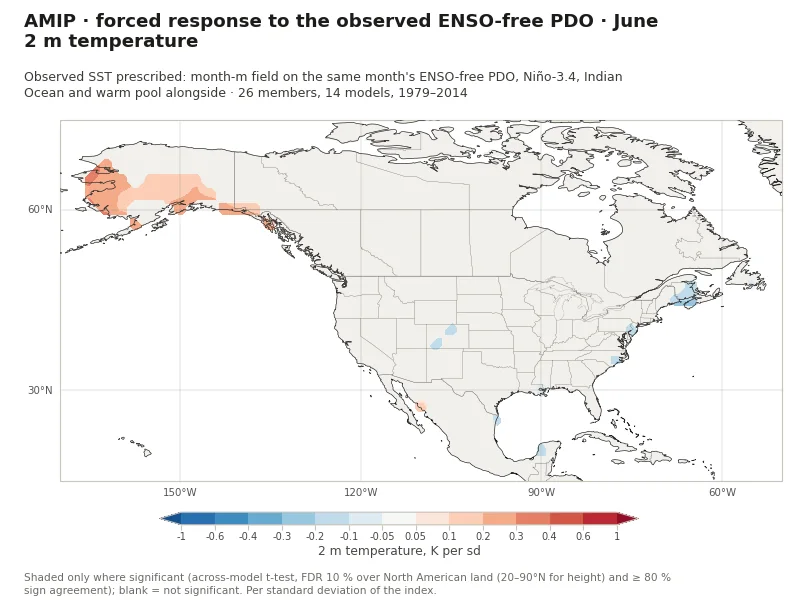 AMIP · forced response to the observed ENSO-free PDO · June
2 m temperature
Observed SST prescribed: month-m field on the same month's ENSO-free PDO, Niño-3.4, Indian
Ocean and warm pool alongside · 26 members, 14 models, 1979–2014
60°N
30°N
150°W 120°W 90°W 60°W
-1 -0.6 -0.4 -0.3 -0.2 -0.1 -0.05 0.05 0.1 0.2 0.3 0.4 0.6 1
2 m temperature, K per sd
Shaded only where significant (across-model t-test, FDR 10 % over North American land (20–90°N for height) and ≥ 80 %
sign agreement); blank = not significant. Per standard deviation of the index.